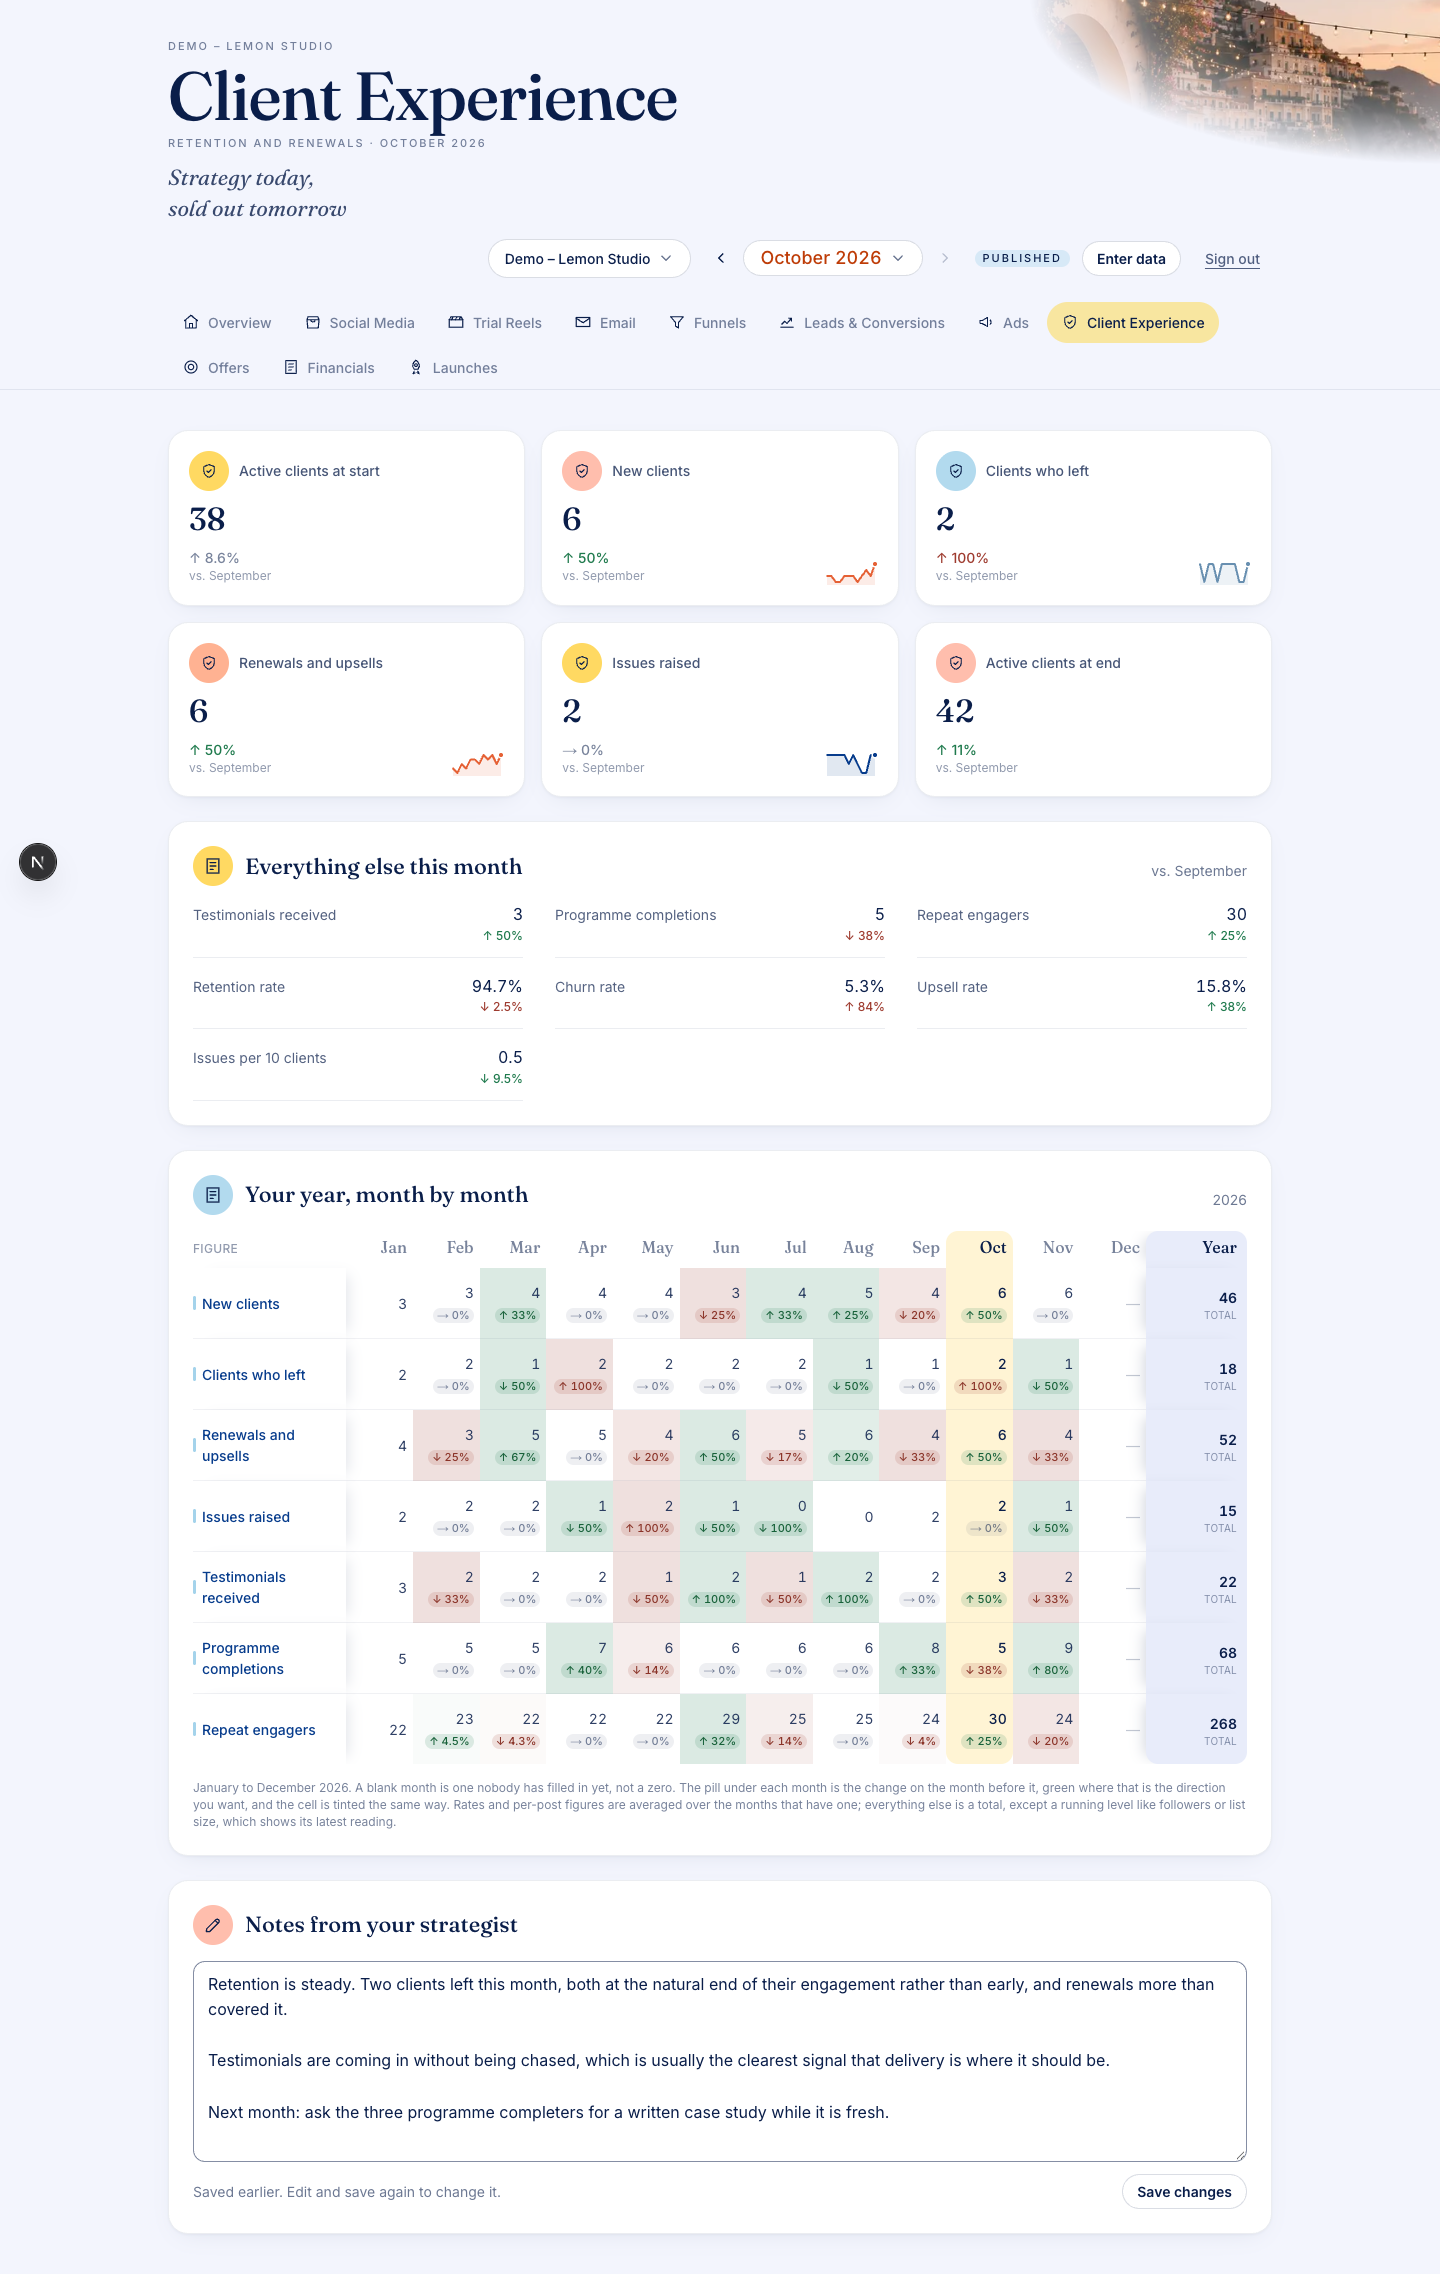 DEMO – LEMON STUDIO
Client Experience
RETENTION AND RENEWALS · OCTOBER 2026
Strategy today,
sold out tomorrow
Demo – Lemon Studio
October 2026
PUBLISHED
Enter data
Sign out
Overview
Social Media
Trial Reels
Email
Funnels
Leads & Conversions
Ads
Client Experience
Offers
Financials
Launches
Active clients at start
38
↑ 8.6%
vs. September
New clients
6
↑ 50%
vs. September
Clients who left
2
↑ 100%
vs. September
Renewals and upsells
6
↑ 50%
vs. September
Issues raised
2
→ 0%
vs. September
Active clients at end
42
↑ 11%
vs. September
N
Everything else this month
vs. September
Testimonials received 3
↑ 50%
Programme completions 5
↓ 38%
Repeat engagers 30
↑ 25%
Retention rate 94.7%
↓ 2.5%
Churn rate 5.3%
↑ 84%
Upsell rate 15.8%
↑ 38%
Issues per 10 clients 0.5
↓ 9.5%
Your year, month by month
2026
FIGURE Jan Feb Mar Apr May Jun Jul Aug Sep Oct Nov Dec Year
New clients 3 3 4 4 4 3 4 5 4 6 6 — 46
→ 0% ↑ 33% → 0% → 0% ↓ 25% ↑ 33% ↑ 25% ↓ 20% ↑ 50% → 0% TOTAL
Clients who left 2 2 1 2 2 2 2 1 1 2 1 — 18
→ 0% ↓ 50% ↑ 100% → 0% → 0% → 0% ↓ 50% → 0% ↑ 100% ↓ 50% TOTAL
Renewals and
upsells
4 3 5 5 4 6 5 6 4 6 4 — 52
↓ 25% ↑ 67% → 0% ↓ 20% ↑ 50% ↓ 17% ↑ 20% ↓ 33% ↑ 50% ↓ 33% TOTAL
Issues raised 2 2 2 1 2 1 0 0 2 2 1 — 15
→ 0% → 0% ↓ 50% ↑ 100% ↓ 50% ↓ 100% → 0% ↓ 50% TOTAL
Testimonials
received
3 2 2 2 1 2 1 2 2 3 2 — 22
↓ 33% → 0% → 0% ↓ 50% ↑ 100% ↓ 50% ↑ 100% → 0% ↑ 50% ↓ 33% TOTAL
Programme
completions
5 5 5 7 6 6 6 6 8 5 9 — 68
→ 0% → 0% ↑ 40% ↓ 14% → 0% → 0% → 0% ↑ 33% ↓ 38% ↑ 80% TOTAL
Repeat engagers 22 23 22 22 22 29 25 25 24 30 24 — 268
↑ 4.5% ↓ 4.3% → 0% → 0% ↑ 32% ↓ 14% → 0% ↓ 4% ↑ 25% ↓ 20% TOTAL
January to December 2026. A blank month is one nobody has filled in yet, not a zero. The pill under each month is the change on the month before it, green where that is the direction
you want, and the cell is tinted the same way. Rates and per-post figures are averaged over the months that have one; everything else is a total, except a running level like followers or list
size, which shows its latest reading.
Notes from your strategist
Retention is steady. Two clients left this month, both at the natural end of their engagement rather than early, and renewals more than
covered it.
Testimonials are coming in without being chased, which is usually the clearest signal that delivery is where it should be.
Next month: ask the three programme completers for a written case study while it is fresh.
Saved earlier. Edit and save again to change it.
Save changes